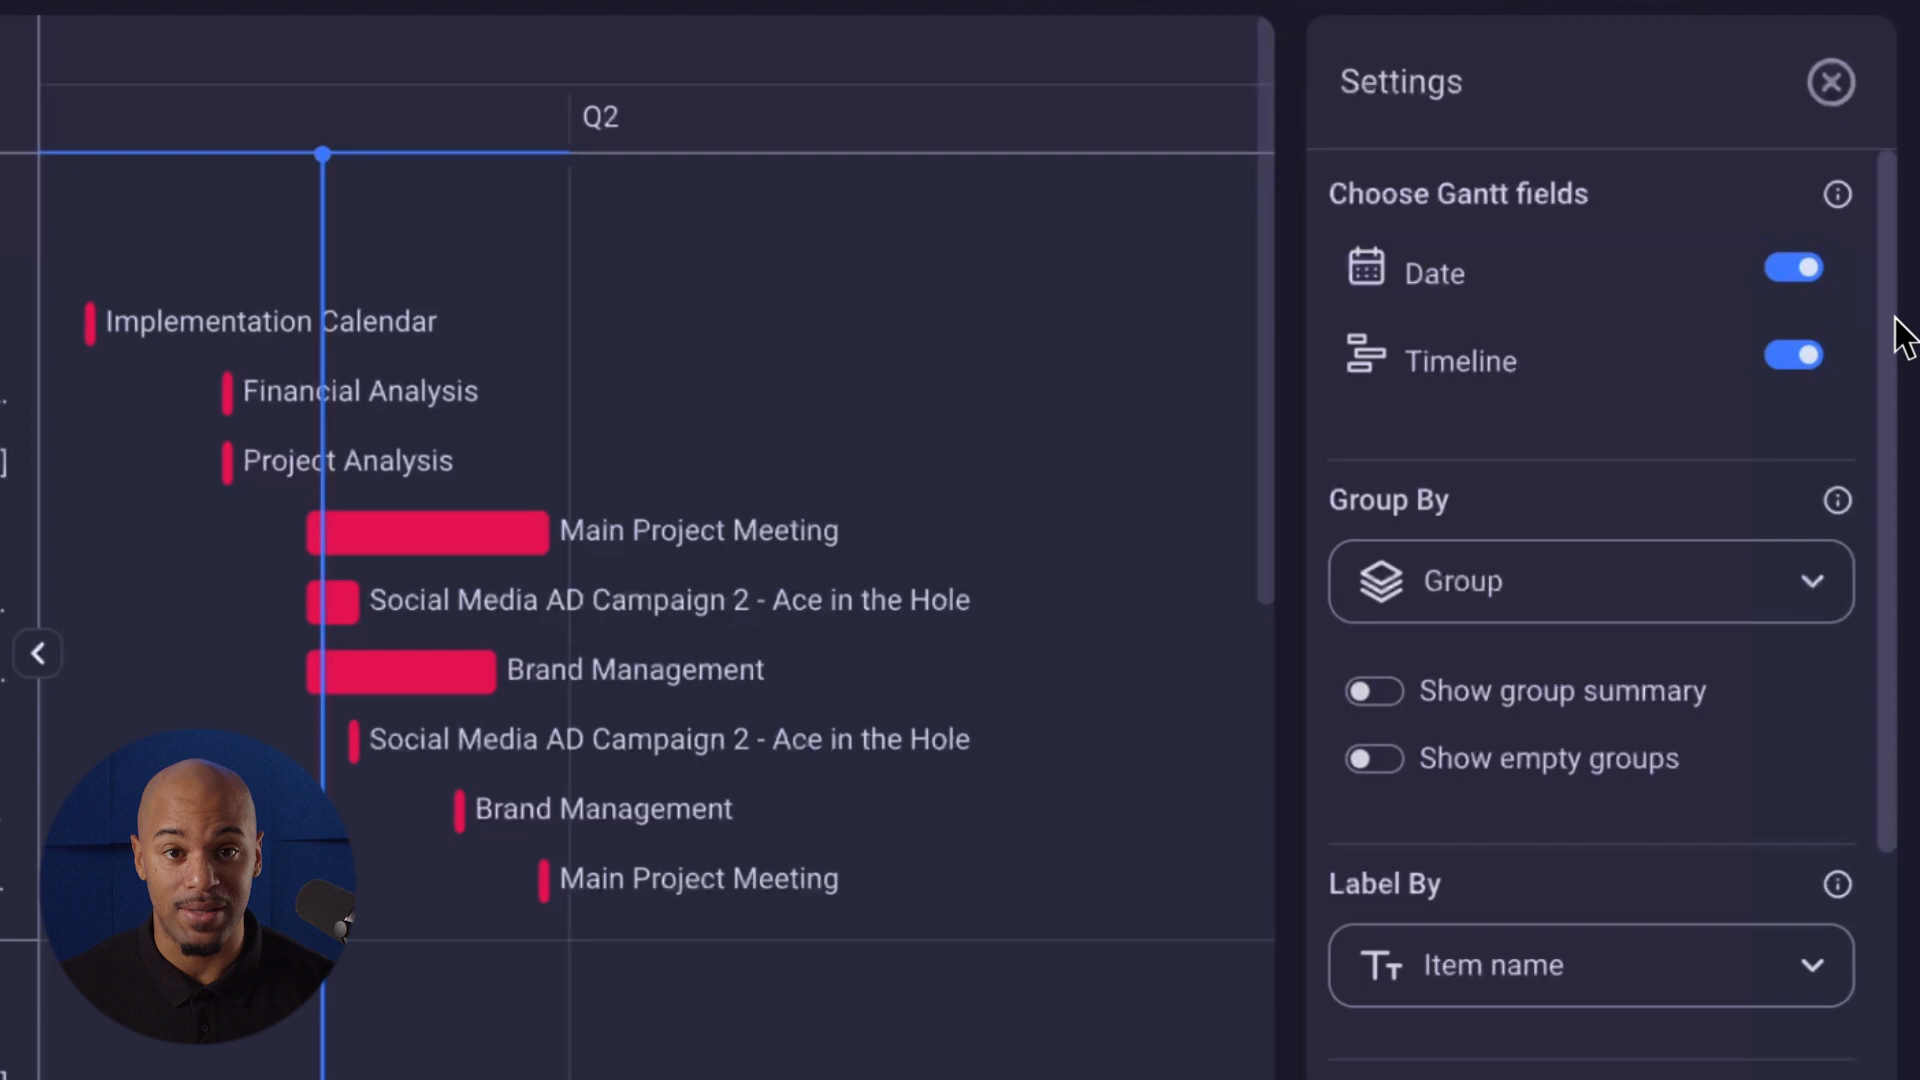 Q2
Implementation Calendar
Financial Analysis
Project Analysis
Main Project Meeting
Social Media AD Campaign 2 - Ace in the Hole
Brand Management
Social Media AD Campaign 2 - Ace in the Hole
Brand Management
Main Project Meeting
Settings
Choose Gantt fields
Date
Timeline
Group By
Group
Show group summary
Show empty groups
Label By
Item name